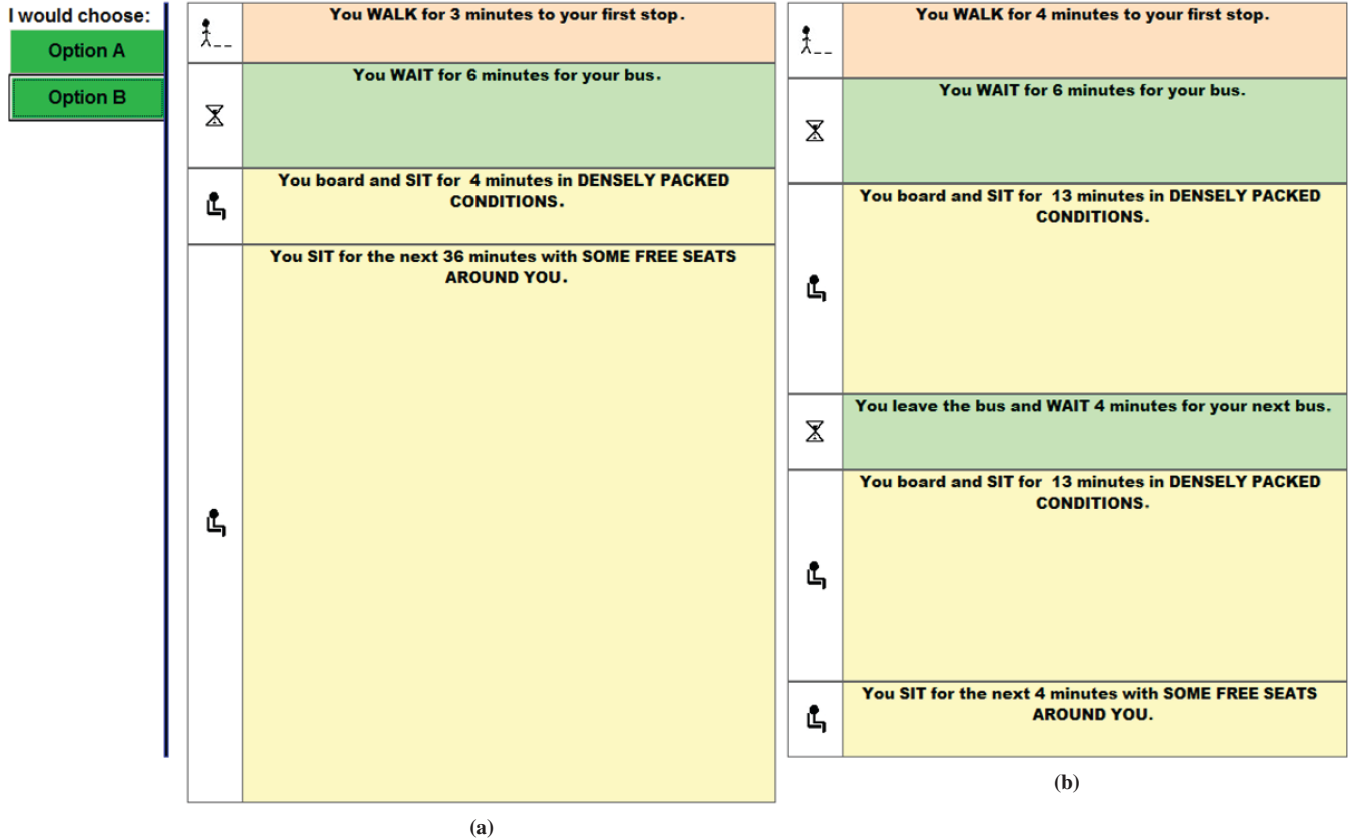 I would choose:
Option A
Option B
You WALK for 3 minutes to your first stop.
You WAIT for 6 minutes for your bus.
You board and SIT for 4 minutes in DENSELY PACKED
CONDITIONS.
You SIT for the next 36 minutes with SOME FREE SEATS
AROUND YOU.
(a)
You WALK for 4 minutes to your first stop.
You WAIT for 6 minutes for your bus.
You board and SIT for 13 minutes in DENSELY PACKED
CONDITIONS.
You leave the bus and WAIT 4 minutes for your next bus.
You board and SIT for 13 minutes in DENSELY PACKED
CONDITIONS.
You SIT for the next 4 minutes with SOME FREE SEATS
AROUND YOU.
(b)